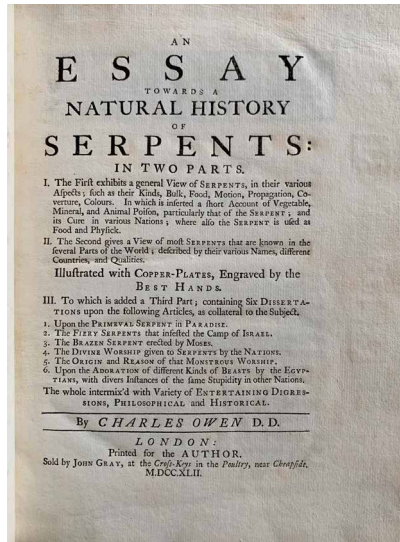 AN
ESSAY
TOWARDS A
NATURAL HISTORY
OF
SERPENTS:
IN TWO PARTS.
I. The First exhibits a general View of SERPENTS, in their various
Aspects; such as their Kinds, Bulk, Food, Motion, Propagation, Co-
verture, Colours. In which is inserted a short Account of Vegetable,
Mineral, and Animal Poison, particularly that of the SERPENT; and
its Cure in various Nations; where also the SERPENT is used as
Food and Physick.
II. The Second gives a View of most SERPENTS that are known in the
several Parts of the World; described by their various Names, different
Countries, and Qualities.
Illustrated with COPPER-PLATES, Engraved by the
BEST HANDS.
III. To which is added a Third Part; containing Six DISSERTA-
TIONS upon the following Articles, as collateral to the Subject.
1. Upon the PRIMEVAL SERPENT in PARADISE.
2. The FIERY SERPENTS that infested the Camp of ISRAEL.
3. The BRAZEN SERPENT erected by MOSES.
4. The DIVINE WORSHIP given to SERPENTS by the NATIONS.
5. The ORIGIN and REASON of that MONSTROUS WORSHIP.
6. Upon the ADORATION of different Kinds of BEASTS by the EGYP-
TIANS, with divers Instances of the same Stupidity in other Nations.
The whole intermix'd with Variety of ENTERTAINING DIGRES-
SIONS, PHILOSOPHICAL and HISTORICAL.
By CHARLES OWEN D. D.
LONDON:
Printed for the AUTHOR.
Sold by JOHN GRAY, at the Cross-Keys in the Poultry, near Cheapside.
M.DCC.XLII.